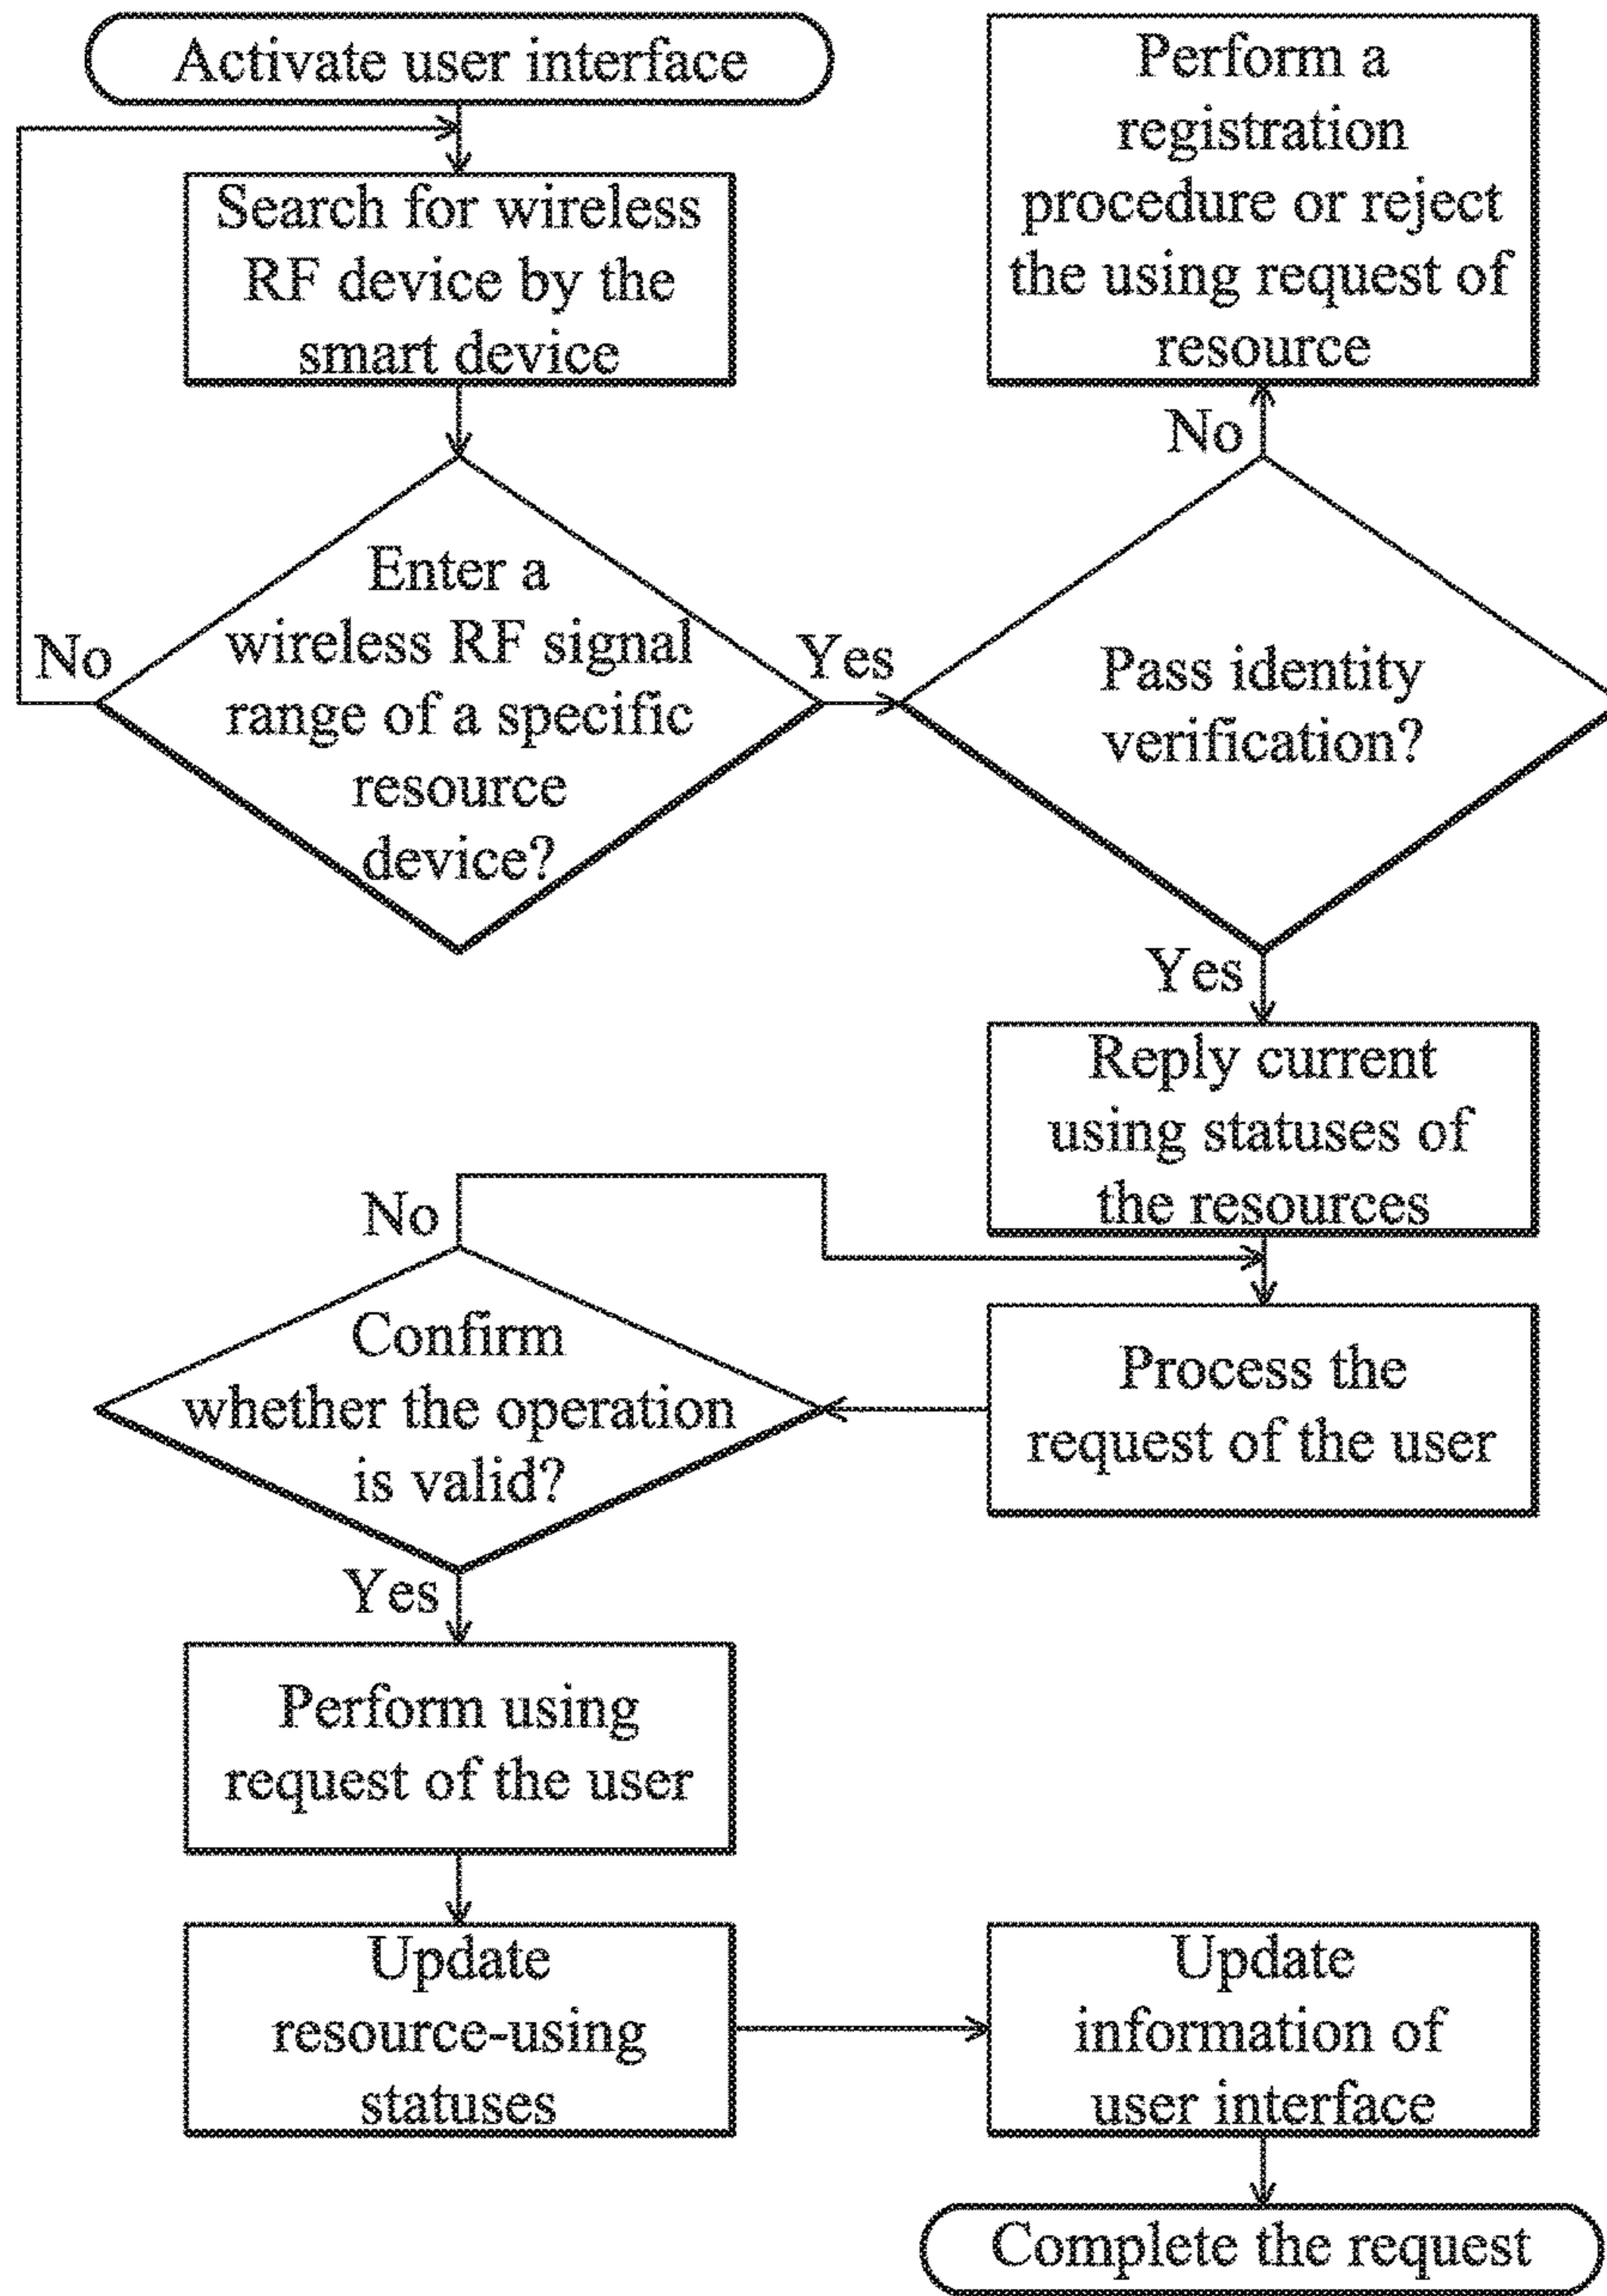 Activate user interface
Search for wireless
RF device by the
smart device
Enter a
wireless RF signal
range of a specific
resource
device?
No
Yes
Perform a
registration
procedure or reject
the using request of
resource
No
Pass identity
verification?
Yes
Reply current
using statuses of
the resources
Process the
request of the user
No
Confirm
whether the operation
is valid?
Yes
Perform using
request of the user
Update
resource-using
statuses
Update
information of
user interface
Complete the request